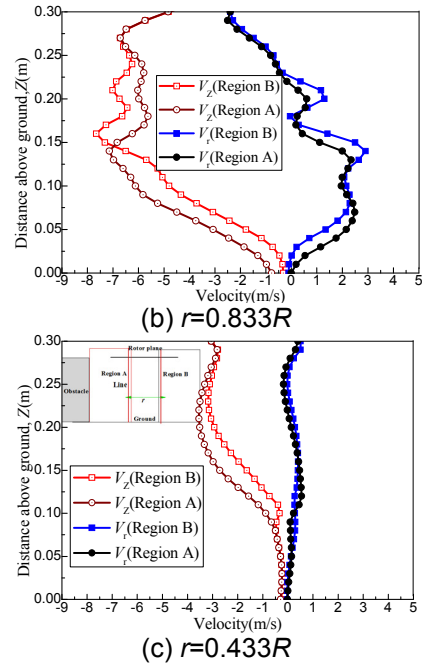 0.30
0.25
0.20
0.15
0.10
0.05
0.00
Distance above ground,Z(m)
V_Z(Region B)
V_Z(Region A)
V_r(Region B)
V_r(Region A)
-9 -8 -7 -6 -5 -4 -3 -2 -1 0 1 2 3 4 5
Velocity(m/s)
(b) r=0.833R
0.30
0.25
0.20
0.15
0.10
0.05
0.00
Distance above ground, Z(m)
Rotor plane
Region A
Region B
Line
Obstacle
r
Ground
V_Z(Region B)
V_Z(Region A)
V_r(Region B)
V_r(Region A)
-9 -8 -7 -6 -5 -4 -3 -2 -1 0 1 2 3 4 5
Velocity(m/s)
(c) r=0.433R